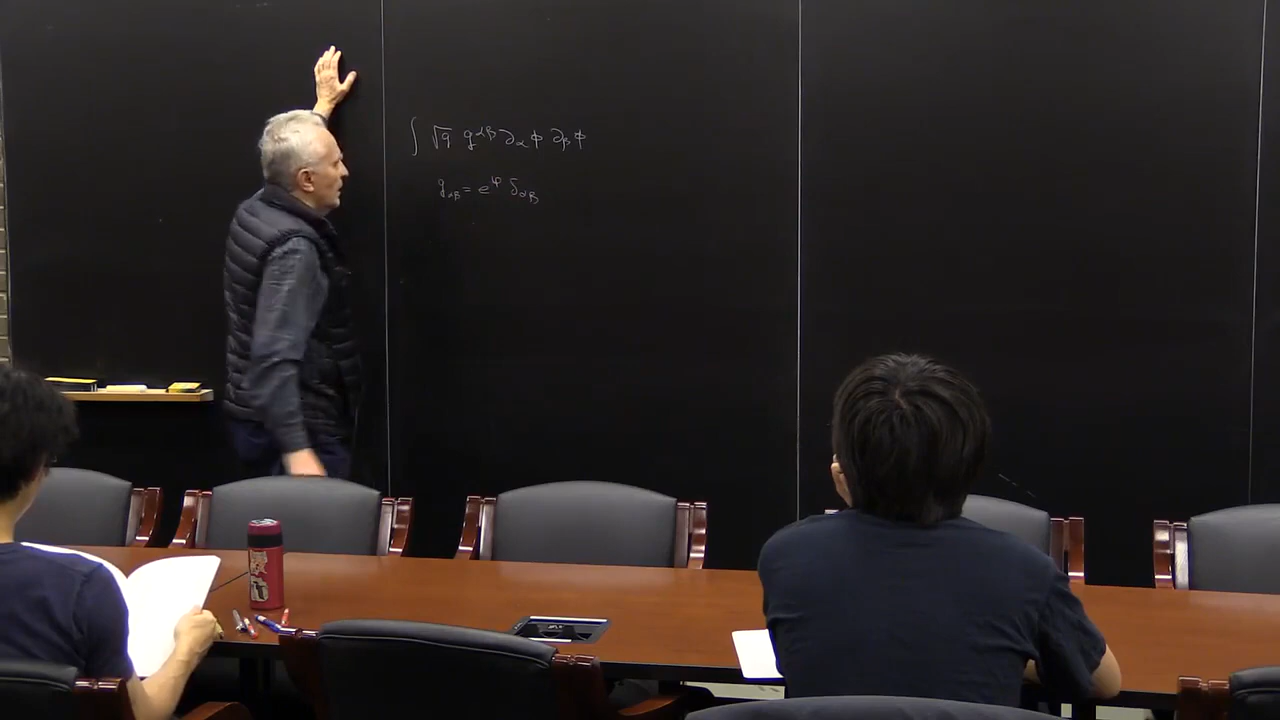 ∫ √g g^{αβ} ∂_α φ ∂_β φ
g_{αβ} = e^φ δ_{αβ}